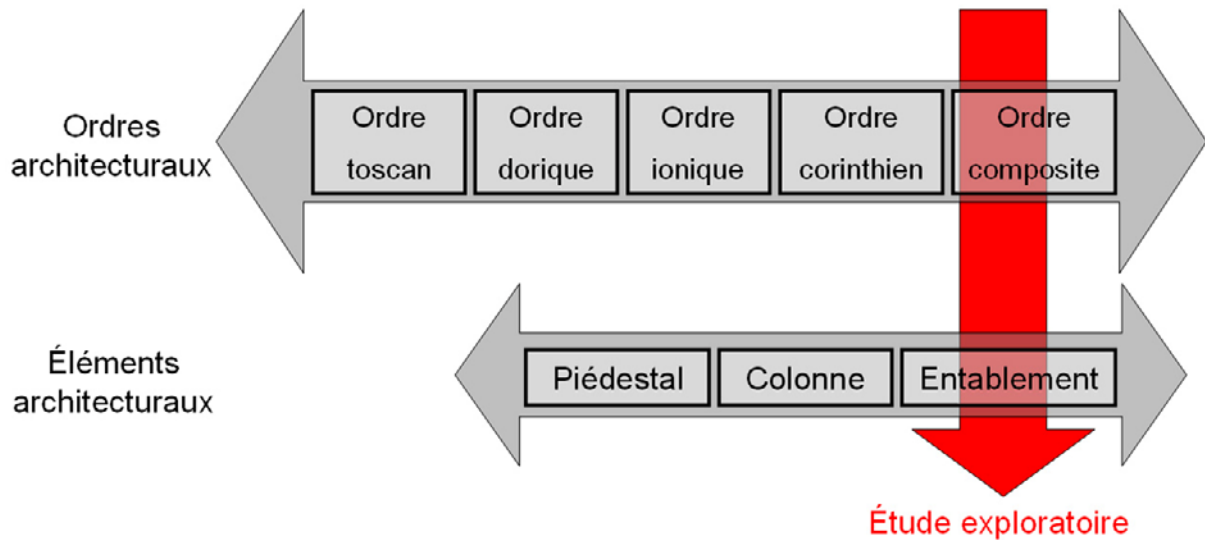 Ordres
architecturaux
Ordre
toscan
Ordre
dorique
Ordre
ionique
Ordre
corinthien
Ordre
composite
Éléments
architecturaux
Piédestal
Colonne
Entablement
Étude exploratoire